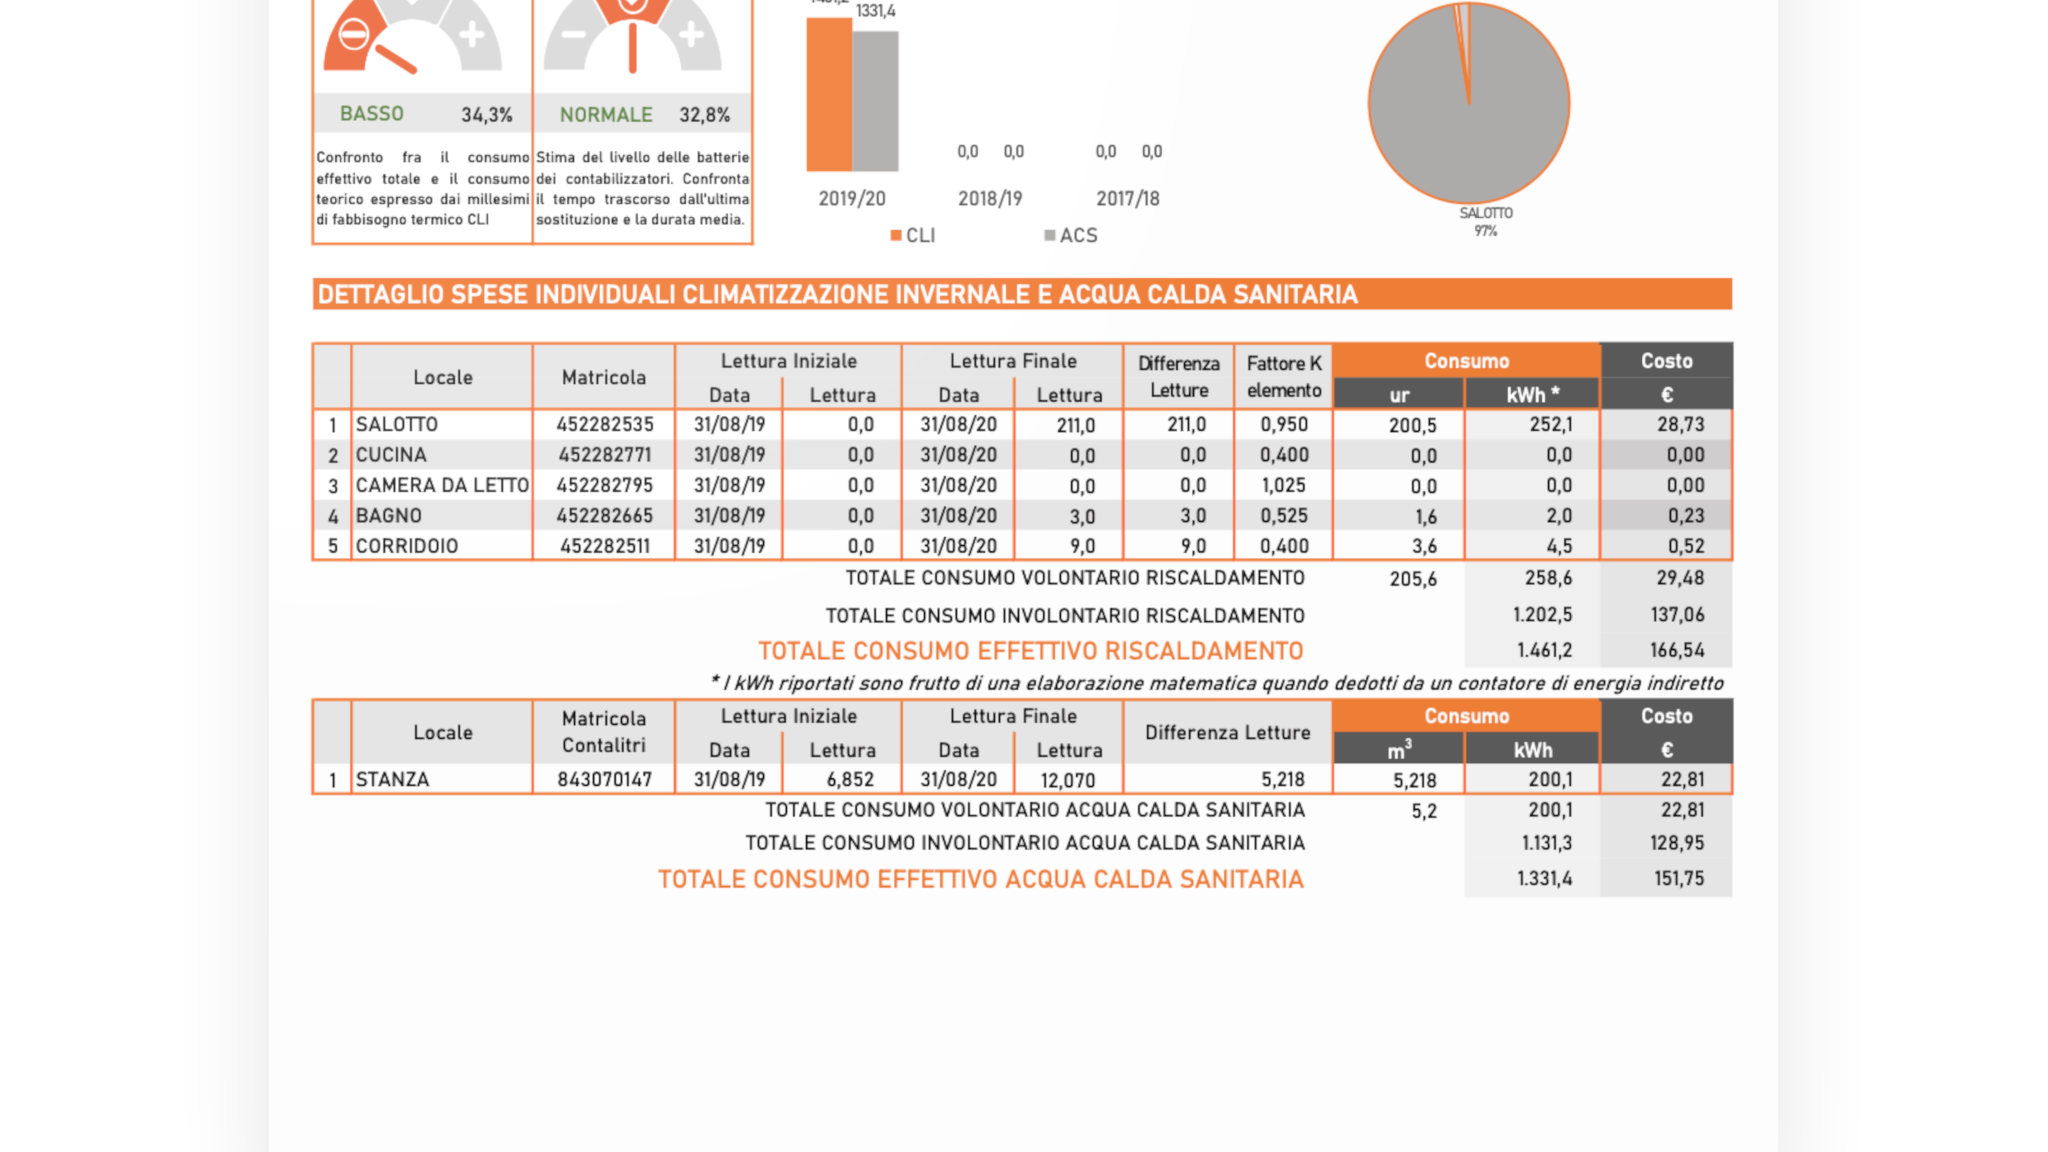 1331,4
BASSO 34,3%
NORMALE 32,8%
Confronto fra il consumo
effettivo totale e il consumo
teorico espresso dai millesimi
di fabbisogno termico CLI
Stima del livello delle batterie
dei contabilizzatori. Confronta
il tempo trascorso dall'ultima
sostituzione e la durata media.
0,0 0,0 0,0 0,0
2019/20 2018/19 2017/18
CLI ACS
SALOTTO
97%
DETTAGLIO SPESE INDIVIDUALI CLIMATIZZAZIONE INVERNALE E ACQUA CALDA SANITARIA
Locale Matricola Lettura Iniziale Lettura Finale Differenza Letture Fattore K elemento Consumo Costo
Data Lettura Data Lettura ur kWh * €
1 SALOTTO 452282535 31/08/19 0,0 31/08/20 211,0 211,0 0,950 200,5 252,1 28,73
2 CUCINA 452282771 31/08/19 0,0 31/08/20 0,0 0,0 0,400 0,0 0,0 0,00
3 CAMERA DA LETTO 452282795 31/08/19 0,0 31/08/20 0,0 0,0 1,025 0,0 0,0 0,00
4 BAGNO 452282665 31/08/19 0,0 31/08/20 3,0 3,0 0,525 1,6 2,0 0,23
5 CORRIDOIO 452282511 31/08/19 0,0 31/08/20 9,0 9,0 0,400 3,6 4,5 0,52
TOTALE CONSUMO VOLONTARIO RISCALDAMENTO 205,6 258,6 29,48
TOTALE CONSUMO INVOLONTARIO RISCALDAMENTO 1.202,5 137,06
TOTALE CONSUMO EFFETTIVO RISCALDAMENTO 1.461,2 166,54
* I kWh riportati sono frutto di una elaborazione matematica quando dedotti da un contatore di energia indiretto
Locale Matricola Contalitri Lettura Iniziale Lettura Finale Differenza Letture Consumo Costo
Data Lettura Data Lettura m³ kWh €
1 STANZA 843070147 31/08/19 6,852 31/08/20 12,070 5,218 5,218 200,1 22,81
TOTALE CONSUMO VOLONTARIO ACQUA CALDA SANITARIA 5,2 200,1 22,81
TOTALE CONSUMO INVOLONTARIO ACQUA CALDA SANITARIA 1.131,3 128,95
TOTALE CONSUMO EFFETTIVO ACQUA CALDA SANITARIA 1.331,4 151,75